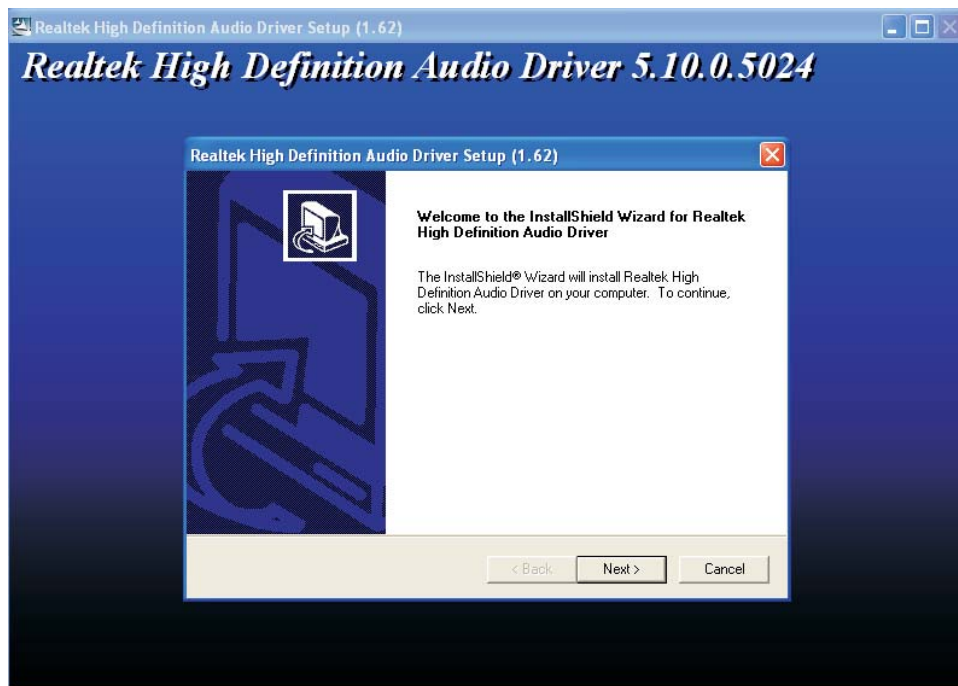 Realtek High Definition Audio Driver Setup (1.62)
Realtek High Definition Audio Driver 5.10.0.5024
Realtek High Definition Audio Driver Setup (1.62)
Welcome to the InstallShield Wizard for Realtek
High Definition Audio Driver
The InstallShield® Wizard will install Realtek High
Definition Audio Driver on your computer. To continue,
click Next.
< Back Next > Cancel